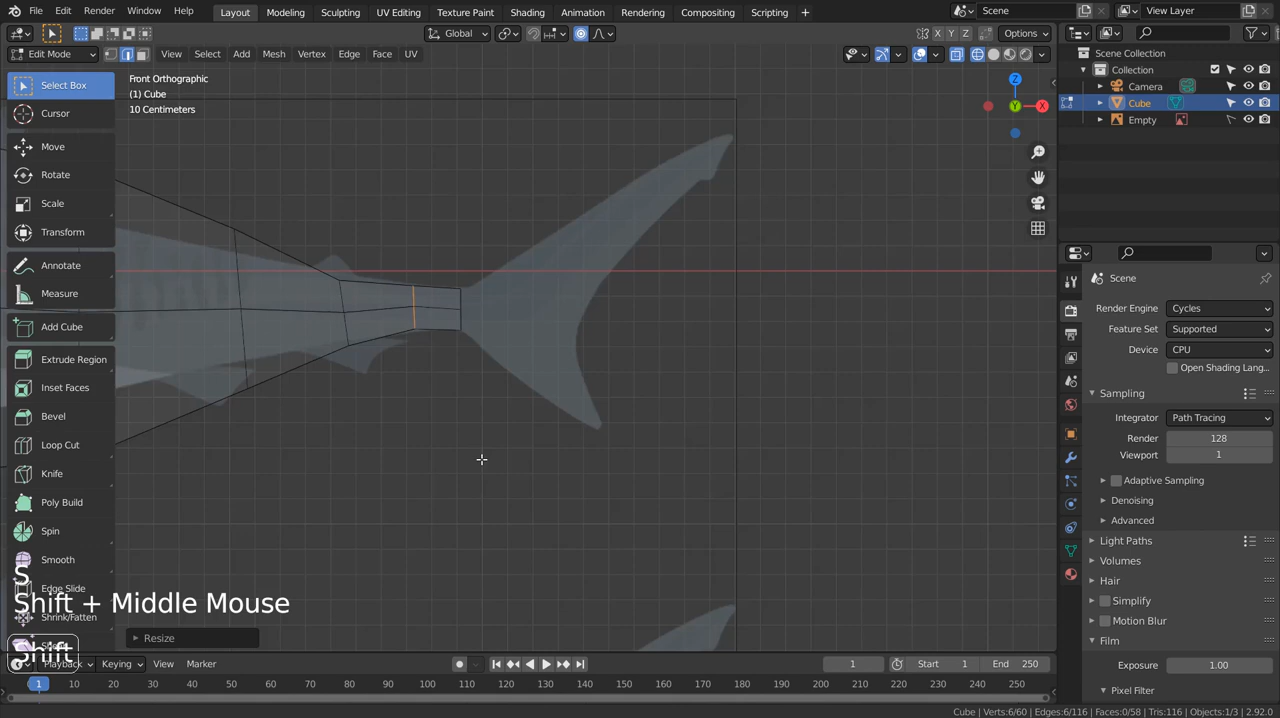 File Edit Render Window Help Layout Modeling Sculpting UV Editing Texture Paint Shading Animation Rendering Compositing Scripting + Scene View Layer
Global Options
Edit Mode View Select Add Mesh Vertex Edge Face UV X Y Z
Select Box
Cursor
Move
Rotate
Scale
Transform
Annotate
Measure
Add Cube
Extrude Region
Inset Faces
Bevel
Loop Cut
Knife
Poly Build
Spin
Smooth
Edge Slide
Shrink/Fatten
Front Orthographic
(1) Cube
10 Centimeters
Z
Y
X
S
Shift + Middle Mouse
Shift
Resize
Scene Collection
Collection
Camera
Cube
Empty
Scene
Render Engine Cycles
Feature Set Supported
Device CPU
Open Shading Lang...
Sampling
Integrator Path Tracing
Render 128
Viewport 1
Adaptive Sampling
Denoising
Advanced
Light Paths
Volumes
Hair
Simplify
Motion Blur
Film
Exposure 1.00
Pixel Filter
Playback Keying View Marker 1 Start 1 End 250
1 10 20 30 40 50 60 70 80 90 100 110 120 130 140 150 160 170 180 190 200 210 220 230 240 250
Cube | Verts:6/60 | Edges:6/116 | Faces:0/58 | Tris:116 | Objects:1/3 | 2.92.0